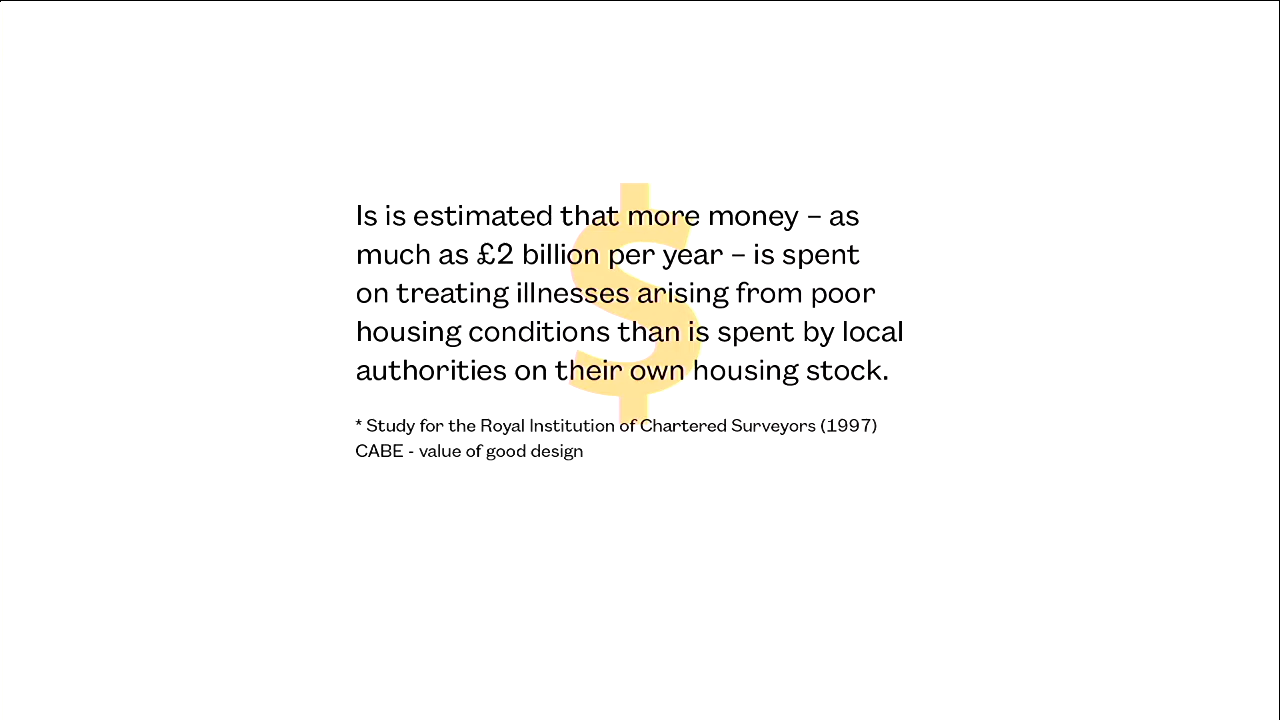 Is is estimated that more money – as
much as £2 billion per year – is spent
on treating illnesses arising from poor
housing conditions than is spent by local
authorities on their own housing stock.
* Study for the Royal Institution of Chartered Surveyors (1997)
CABE - value of good design
$